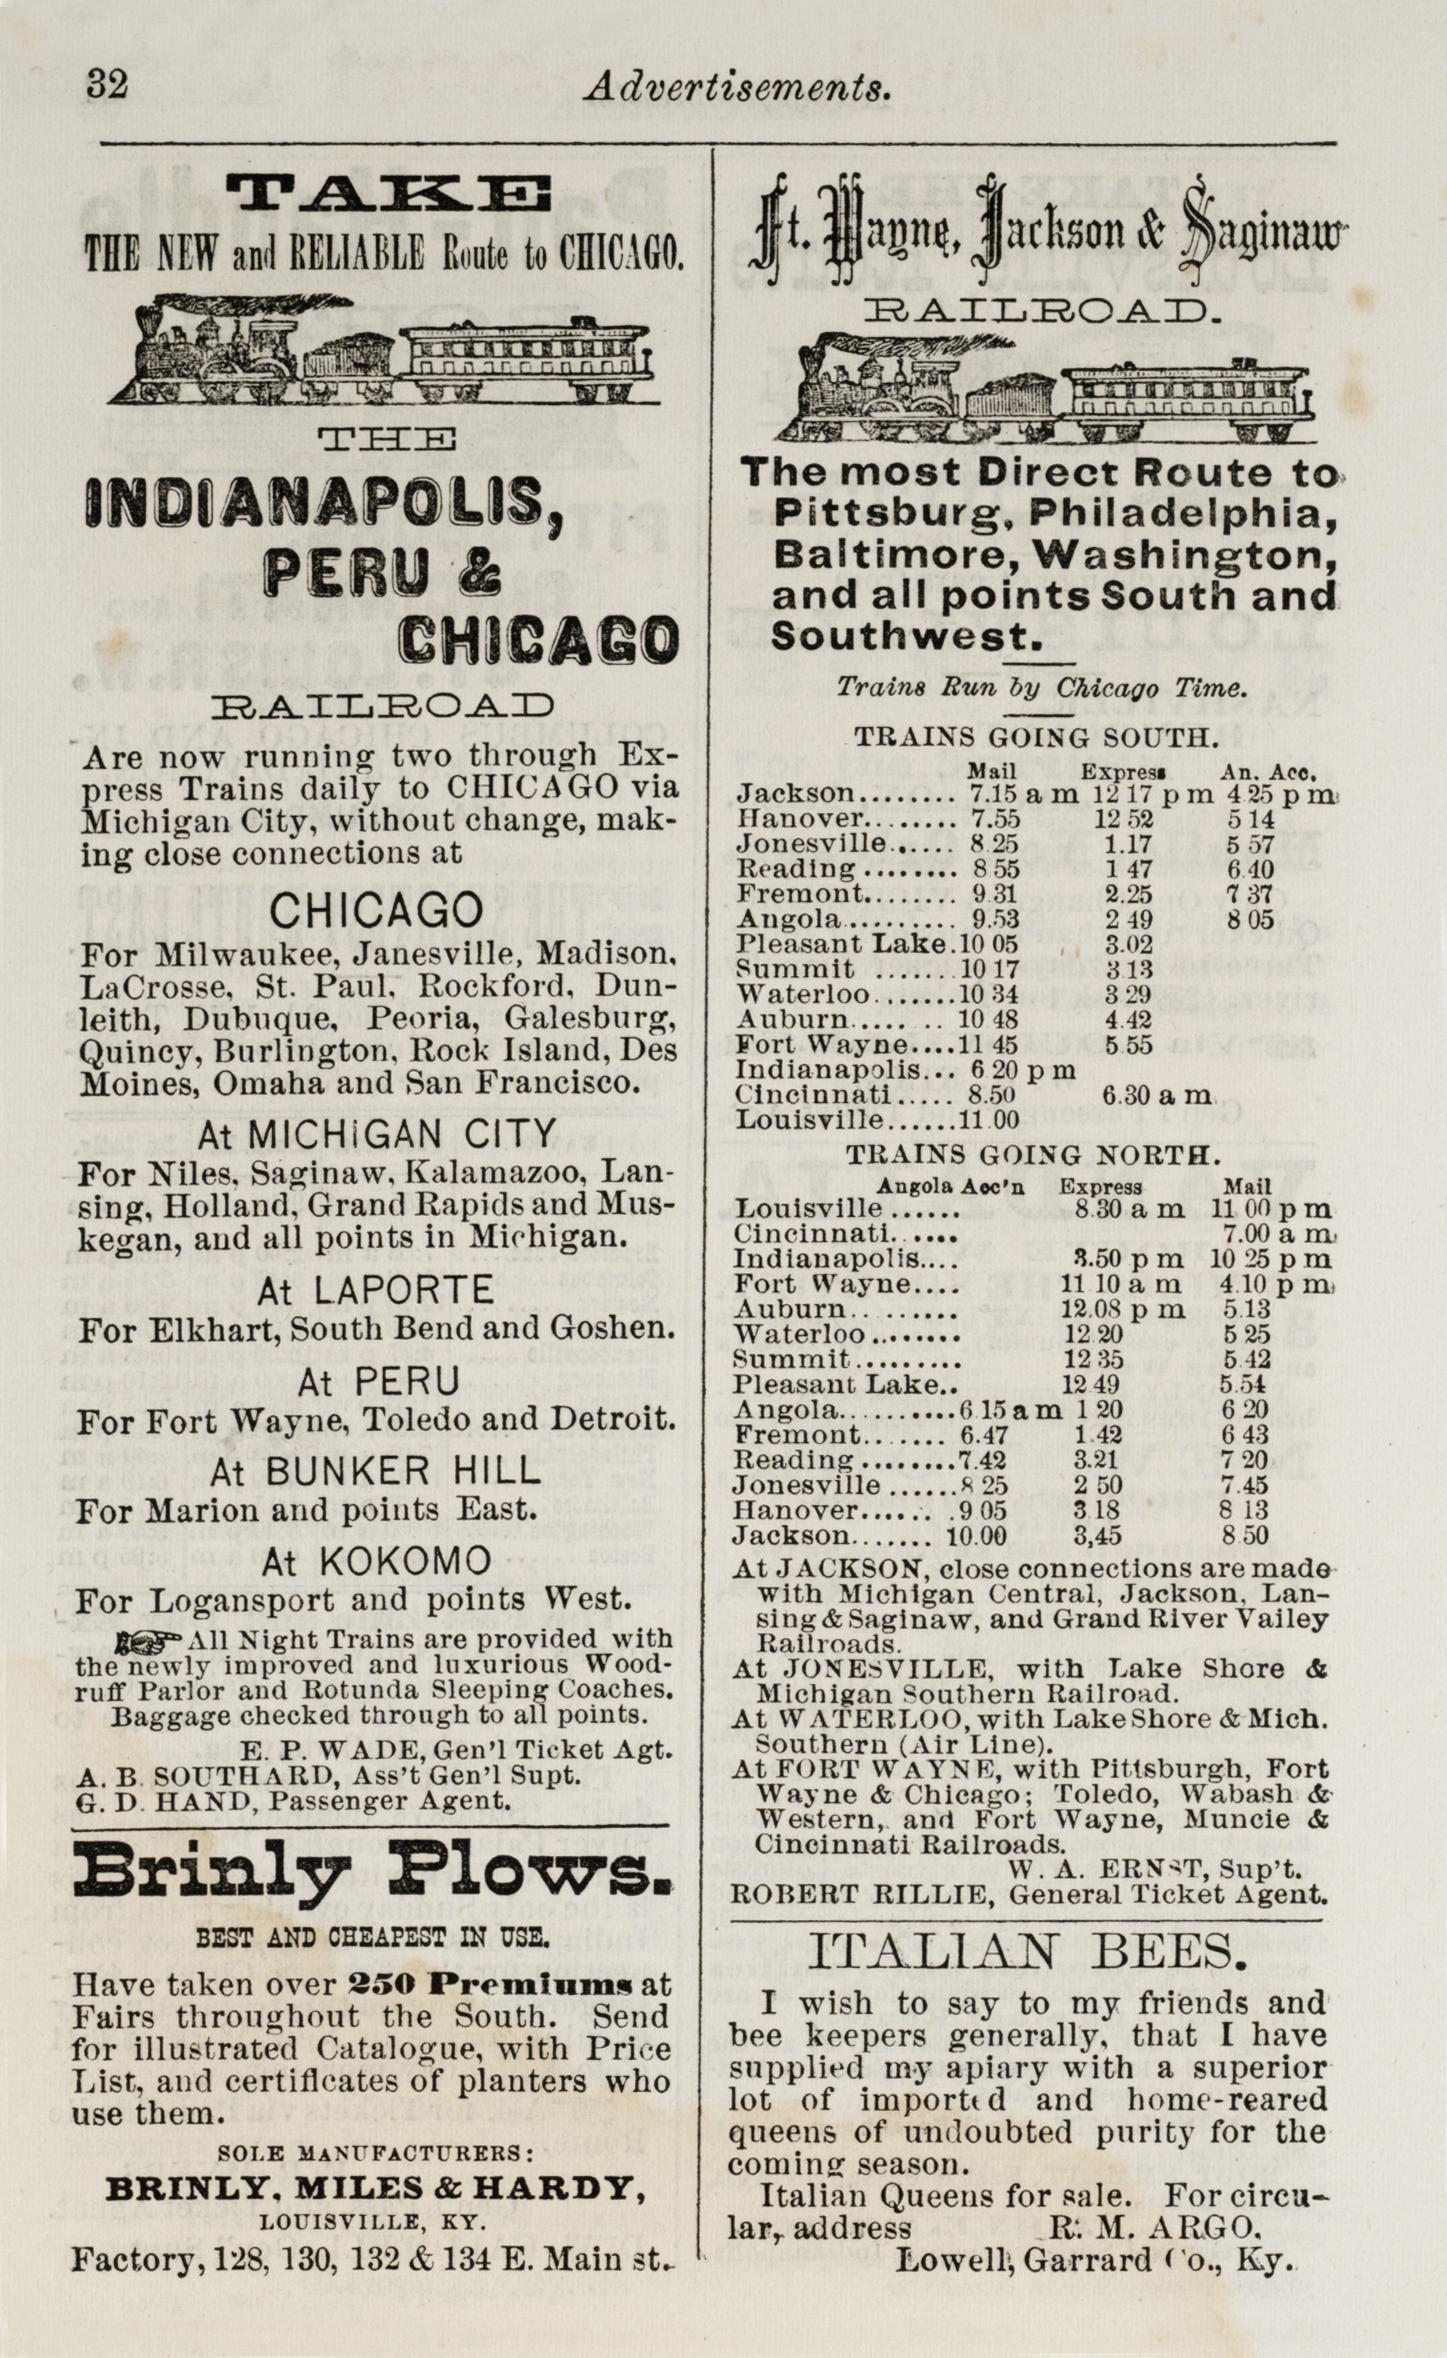 32
Advertisements.
TAKE
THE NEW and RELIABLE Route to CHICAGO.
THE
INDIANAPOLIS,
PERU &
CHICAGO
RAILROAD
Are now running two through Ex-
press Trains daily to CHICAGO via
Michigan City, without change, mak-
ing close connections at
CHICAGO
For Milwaukee, Janesville, Madison,
LaCrosse, St. Paul, Rockford, Dun-
leith, Dubuque, Peoria, Galesburg,
Quincy, Burlington, Rock Island, Des
Moines, Omaha and San Francisco.
At MICHIGAN CITY
For Niles, Saginaw, Kalamazoo, Lan-
sing, Holland, Grand Rapids and Mus-
kegan, and all points in Michigan.
At LAPORTE
For Elkhart, South Bend and Goshen.
At PERU
For Fort Wayne, Toledo and Detroit.
At BUNKER HILL
For Marion and points East.
At KOKOMO
For Logansport and points West.
☞ All Night Trains are provided with
the newly improved and luxurious Wood-
ruff Parlor and Rotunda Sleeping Coaches.
Baggage checked through to all points.
E. P. WADE, Gen'l Ticket Agt.
A. B. SOUTHARD, Ass't Gen'l Supt.
G. D. HAND, Passenger Agent.
Brinly Plows.
BEST AND CHEAPEST IN USE.
Have taken over 250 Premiums at
Fairs throughout the South. Send
for illustrated Catalogue, with Price
List, and certificates of planters who
use them.
SOLE MANUFACTURERS:
BRINLY, MILES & HARDY,
LOUISVILLE, KY.
Factory, 128, 130, 132 & 134 E. Main st.
Ft. Wayne, Jackson & Saginaw
RAILROAD.
The most Direct Route to
Pittsburg, Philadelphia,
Baltimore, Washington,
and all points South and
Southwest.
Trains Run by Chicago Time.
TRAINS GOING SOUTH.
Mail Express An. Acc.
Jackson........ 7.15 a m 12 17 p m 4 25 p m
Hanover........ 7.55 12 52 5 14
Jonesville...... 8.25 1.17 5 57
Reading ........ 8 55 1 47 6.40
Fremont........ 9.31 2.25 7 37
Angola.......... 9.53 2 49 8 05
Pleasant Lake.10 05 3.02
Summit .......10 17 3 13
Waterloo.......10 34 3 29
Auburn..... .. 10 48 4.42
Fort Wayne....11 45 5 55
Indianapolis... 6 20 p m
Cincinnati..... 8.50 6.30 a m
Louisville......11.00
TRAINS GOING NORTH.
Angola Acc'n Express Mail
Louisville ...... 8.30 a m 11 00 p m
Cincinnati...... 7.00 a m
Indianapolis.... 3.50 p m 10 25 p m
Fort Wayne.... 11 10 a m 4.10 p m
Auburn.. ....... 12.08 p m 5.13
Waterloo........ 12 20 5 25
Summit......... 12 35 5 42
Pleasant Lake.. 12 49 5.54
Angola...........6 15 a m 1 20 6 20
Fremont....... 6.47 1.42 6 43
Reading ........7.42 3.21 7 20
Jonesville ......8 25 2 50 7.45
Hanover...... .9 05 3 18 8 13
Jackson....... 10.00 3,45 8 50
At JACKSON, close connections are made
with Michigan Central, Jackson, Lan-
sing & Saginaw, and Grand River Vailey
Railroads.
At JONESVILLE, with Lake Shore &
Michigan Southern Railroad.
At WATERLOO, with Lake Shore & Mich.
Southern (Air Line).
At FORT WAYNE, with Pittsburgh, Fort
Wayne & Chicago; Toledo, Wabash &
Western, and Fort Wayne, Muncie &
Cincinnati Railroads.
W. A. ERNST, Sup't.
ROBERT RILLIE, General Ticket Agent.
ITALIAN BEES.
I wish to say to my friends and
bee keepers generally, that I have
supplied my apiary with a superior
lot of imported and home-reared
queens of undoubted purity for the
coming season.
Italian Queens for sale. For circu-
lar, address R. M. ARGO,
Lowell, Garrard Co., Ky.